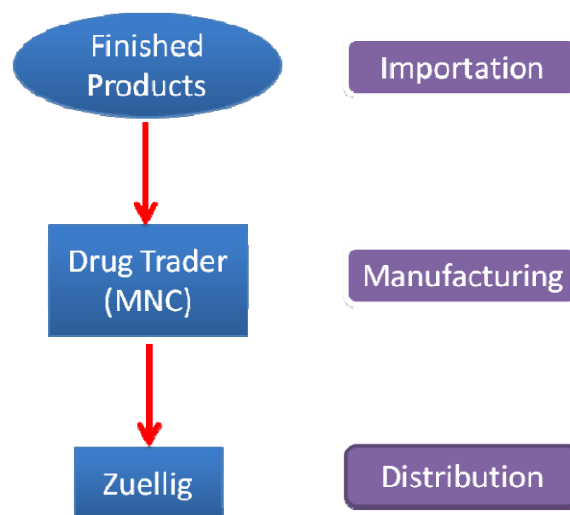 Finished
Products
Importation
Drug Trader
(MNC)
Manufacturing
Zuellig
Distribution